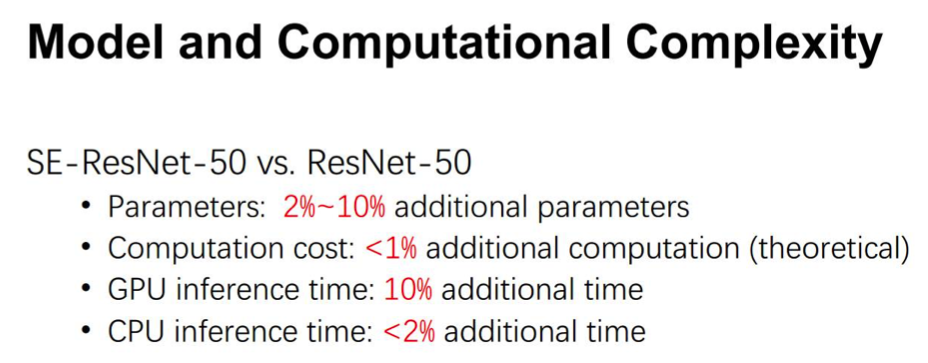 Model and Computational Complexity
SE-ResNet-50 vs. ResNet-50
• Parameters: 2%~10% additional parameters
• Computation cost: <1% additional computation (theoretical)
• GPU inference time: 10% additional time
• CPU inference time: <2% additional time